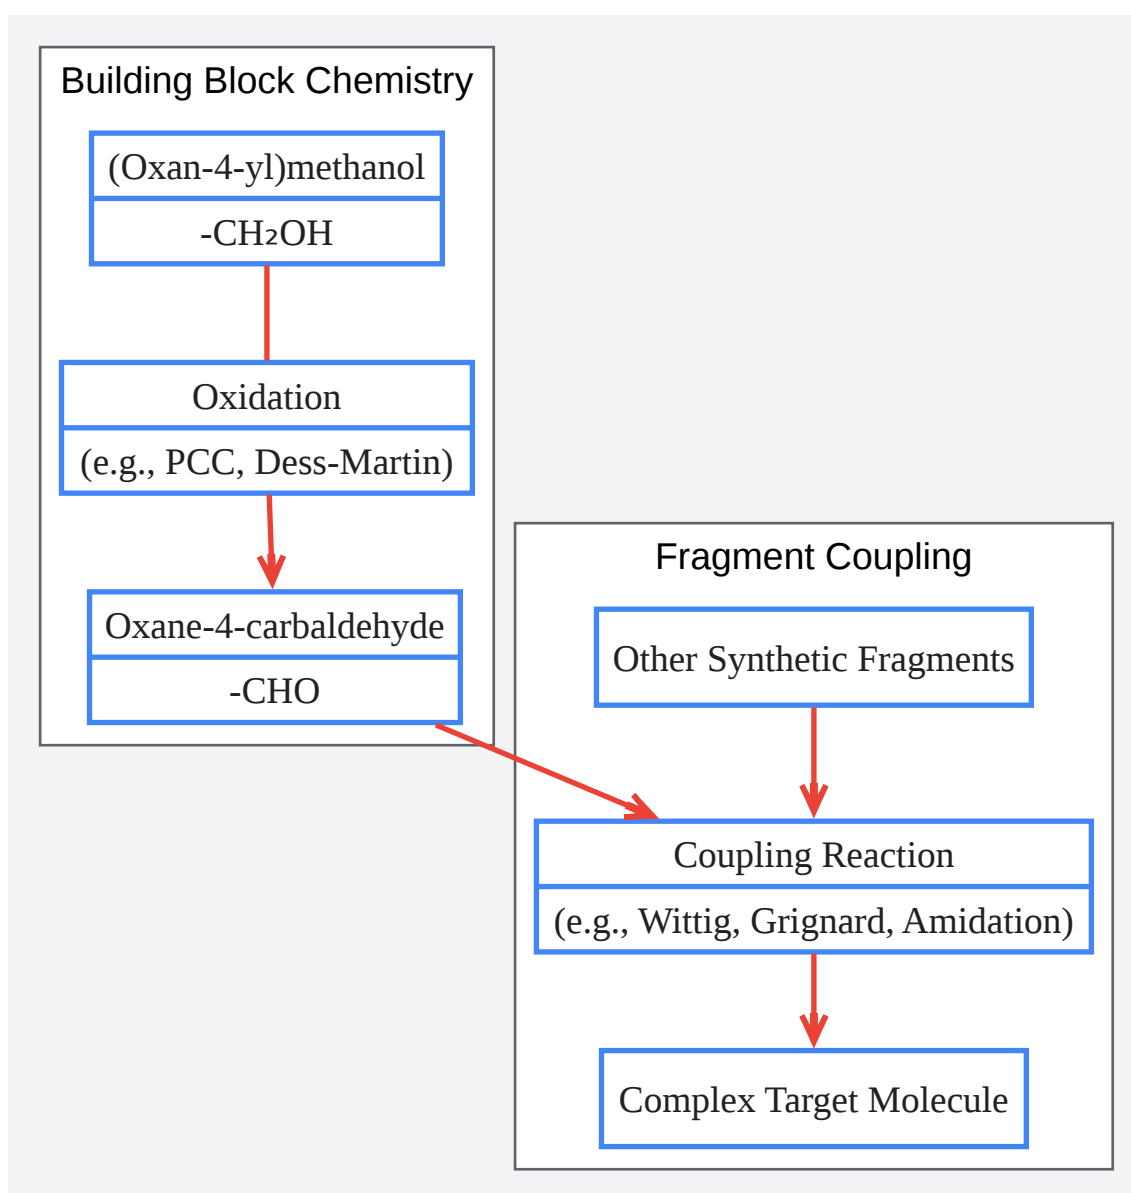 Building Block Chemistry
(Oxan-4-yl)methanol
-CH₂OH
Oxidation
(e.g., PCC, Dess-Martin)
Oxane-4-carbaldehyde
-CHO
Fragment Coupling
Other Synthetic Fragments
Coupling Reaction
(e.g., Wittig, Grignard, Amidation)
Complex Target Molecule